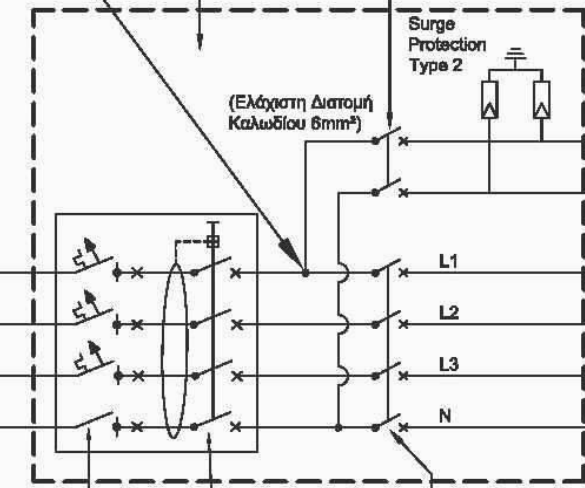 Surge
Protection
Type 2
(Ελάχιστη Διατομή
Καλωδίου 6mm²)
L1
L2
L3
N